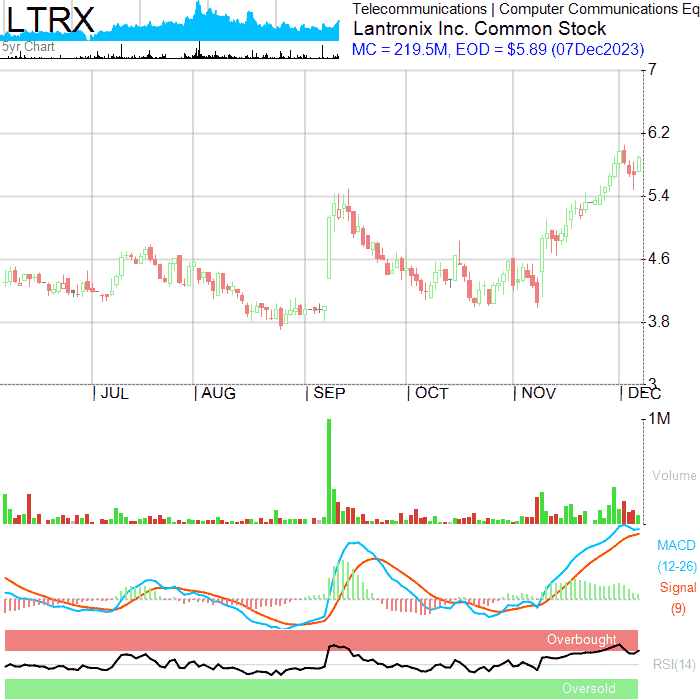 LTRX
Telecommunications | Computer Communications Eq
Lantronix Inc. Common Stock
MC = 219.5M, EOD = $5.89 (07Dec2023)
5yr Chart
7
6.2
5.4
4.6
3.8
3
JUL AUG SEP OCT NOV DEC
1M
Volume
MACD
(12-26)
Signal
(9)
Overbought
RSI(14)
Oversold